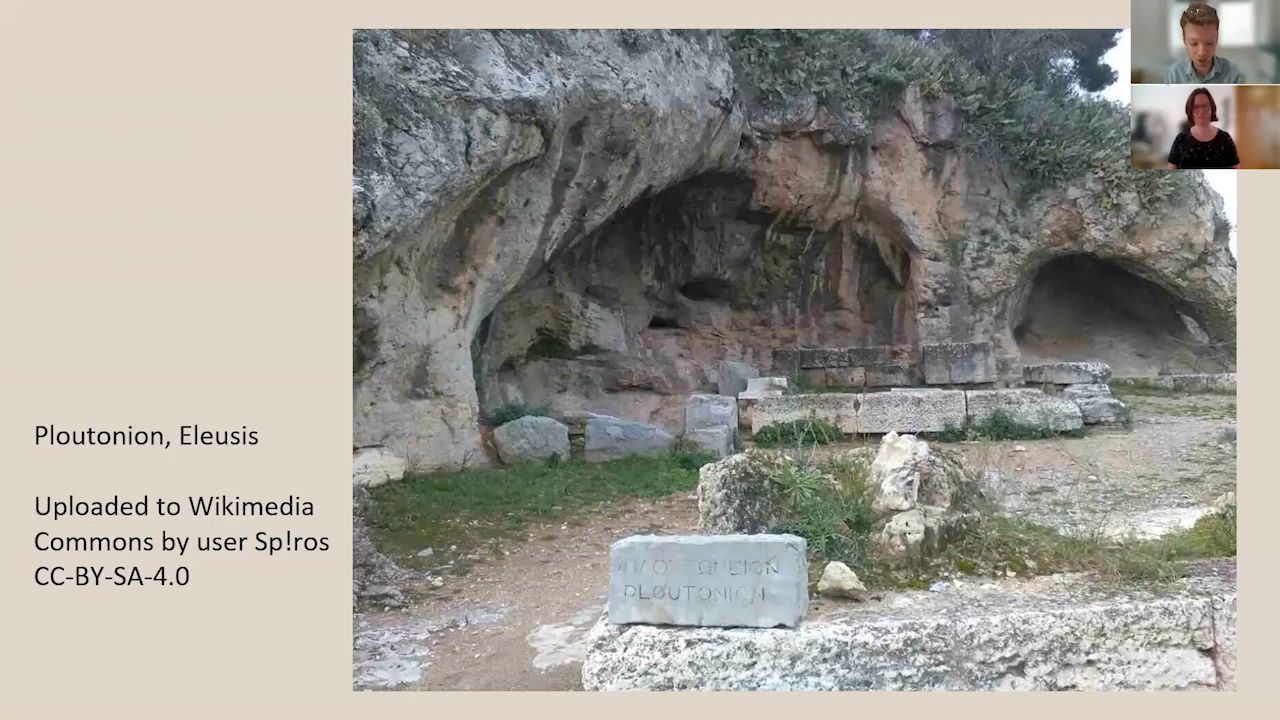 Ploutonion, Eleusis
Uploaded to Wikimedia
Commons by user Sp!ros
CC-BY-SA-4.0
ΠΛΟΥΤΩΝΕΙΟΝ
PLOUTONION